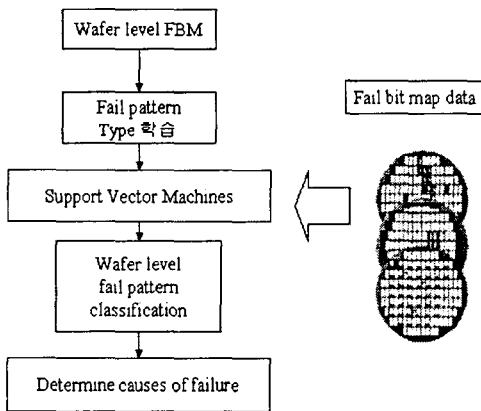 Wafer level FBM
Fail pattern
Type 학습
Support Vector Machines
Wafer level
fail pattern
classification
Determine causes of failure
Fail bit map data